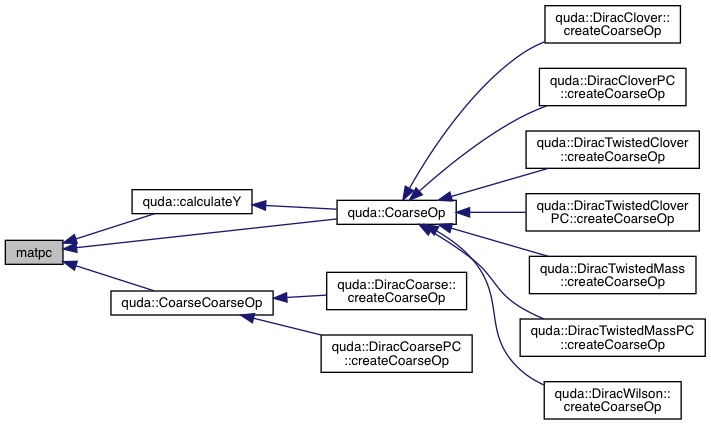 matpc
quda::calculateY
quda::CoarseCoarseOp
quda::CoarseOp
quda::DiracCoarse::
createCoarseOp
quda::DiracCoarsePC
::createCoarseOp
quda::DiracClover::
createCoarseOp
quda::DiracCloverPC
::createCoarseOp
quda::DiracTwistedClover
::createCoarseOp
quda::DiracTwistedClover
PC::createCoarseOp
quda::DiracTwistedMass
::createCoarseOp
quda::DiracTwistedMassPC
::createCoarseOp
quda::DiracWilson::
createCoarseOp